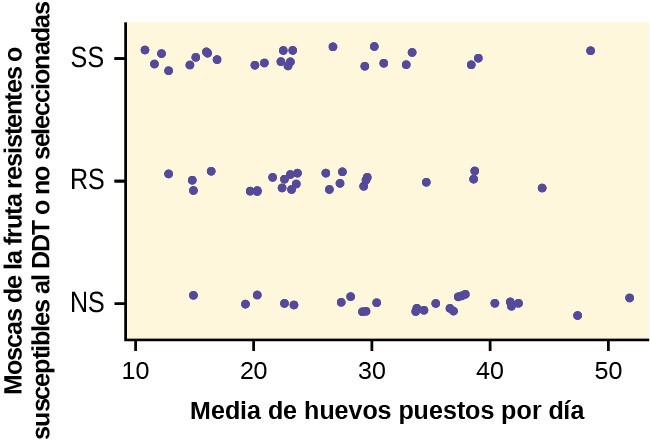 Moscas de la fruta resistentes o
susceptibles al DDT o no seleccionadas
SS
RS
NS
10 20 30 40 50
Media de huevos puestos por día